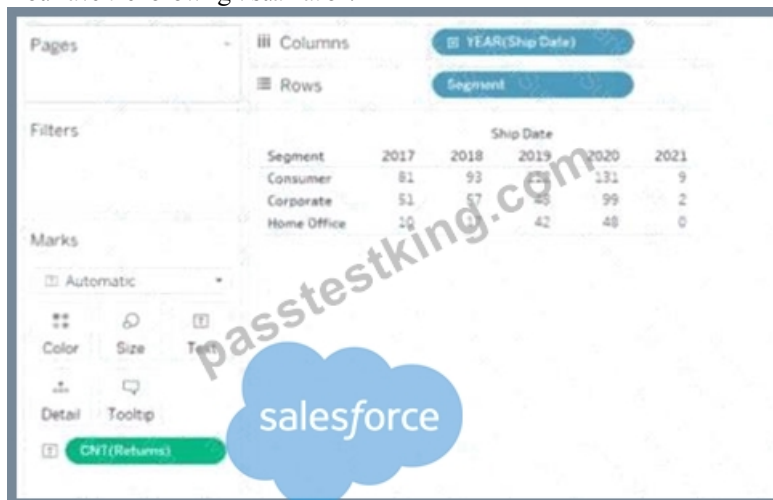 Pages
iii Columns
YEAR(Ship Date)
Rows
Segment
Filters
Ship Date
Segment 2017 2018 2019 2020 2021
Consumer 81 93 131 9
Corporate 51 57 99 2
Home Office 42 48 0
Marks
Automatic
Color Size Text
Detail Tooltip
CNT(Returns)
passtestking.com
salesforce